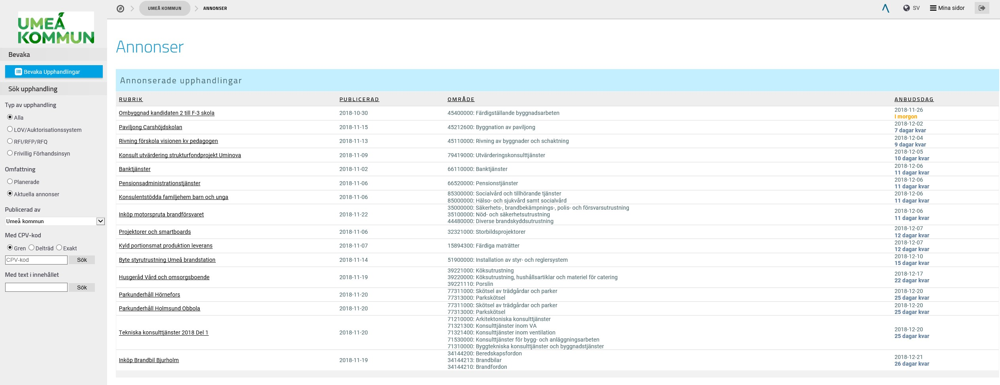 UMEÅ KOMMUN
ANNONSER
SV
Mina sidor
UMEÅ
KOMMUN
Bevaka
Bevaka Upphandlingar
Sök upphandling
Typ av upphandling
Alla
LOV/Auktorisationssystem
RFI/RFP/RFQ
Frivillig Förhandsinsyn
Omfattning
Planerade
Aktuella annonser
Publicerad av
Umeå kommun
Med CPV-kod
Gren Delträd Exakt
CPV-kod Sök
Med text i innehållet
Sök
Annonser
Annonserade upphandlingar
RUBRIK PUBLICERAD OMRÅDE ANBUDSDAG
Ombyggnad kandidaten 2 till F-3 skola 2018-10-30 45400000: Färdigställande byggnadsarbeten 2018-11-26
I morgon
Paviljong Carshöjdskolan 2018-11-15 45212600: Byggnation av paviljong 2018-12-02
7 dagar kvar
Rivning förskola visionen kv pedagogen 2018-11-13 45110000: Rivning av byggnader och schaktning 2018-12-04
9 dagar kvar
Konsult utvärdering strukturfondprojekt Uminova 2018-11-09 79419000: Utvärderingskonsulttjänster 2018-12-05
10 dagar kvar
Banktjänster 2018-11-02 66110000: Banktjänster 2018-12-06
11 dagar kvar
Pensionsadministrationstjänster 2018-11-06 66520000: Pensionstjänster 2018-12-06
11 dagar kvar
Konsulentstödda familjehem barn och unga 2018-11-06 85300000: Socialvård och tillhörande tjänster 2018-12-06
85000000: Hälso- och sjukvård samt socialvård 11 dagar kvar
35000000: Säkerhets-, brandbekämpnings-, polis- och försvarsutrustning
Inköp motorspruta brandförsvaret 2018-11-22 35100000: Nöd- och säkerhetsutrustning 2018-12-06
44480000: Diverse brandskyddsutrustning 11 dagar kvar
Projektorer och smartboards 2018-11-06 32321000: Storbildsprojektorer 2018-12-07
12 dagar kvar
Kyld portionsmat produktion leverans 2018-11-07 15894300: Färdiga maträtter 2018-12-07
12 dagar kvar
Byte styrutrustning Umeå brandstation 2018-11-14 51900000: Installation av styr- och reglersystem 2018-12-10
15 dagar kvar
39221000: Köksutrustning
Husgeråd Vård och omsorgsboende 2018-11-19 39220000: Köksutrustning, hushållsartiklar och materiel för catering 2018-12-17
39221110: Porslin 22 dagar kvar
Parkunderhåll Hörnefors 2018-11-20 77311000: Skötsel av trädgårdar och parker 2018-12-20
77313000: Parkskötsel 25 dagar kvar
Parkunderhåll Holmsund Obbola 2018-11-20 77311000: Skötsel av trädgårdar och parker 2018-12-20
77313000: Parkskötsel 25 dagar kvar
71210000: Arkitektoniska konsulttjänster
71321300: Konsulttjänster inom VA
Tekniska konsulttjänster 2018 Del 1 2018-11-20 71321400: Konsulttjänster inom ventilation 2018-12-20
71530000: Konsulttjänster för bygg- och anläggningsarbeten 25 dagar kvar
71310000: Byggtekniska konsulttjänster och byggnadstjänster
34144200: Beredskapsfordon
Inköp Brandbil Bjurholm 2018-11-19 34144213: Brandbilar 2018-12-21
34144210: Brandfordon 26 dagar kvar